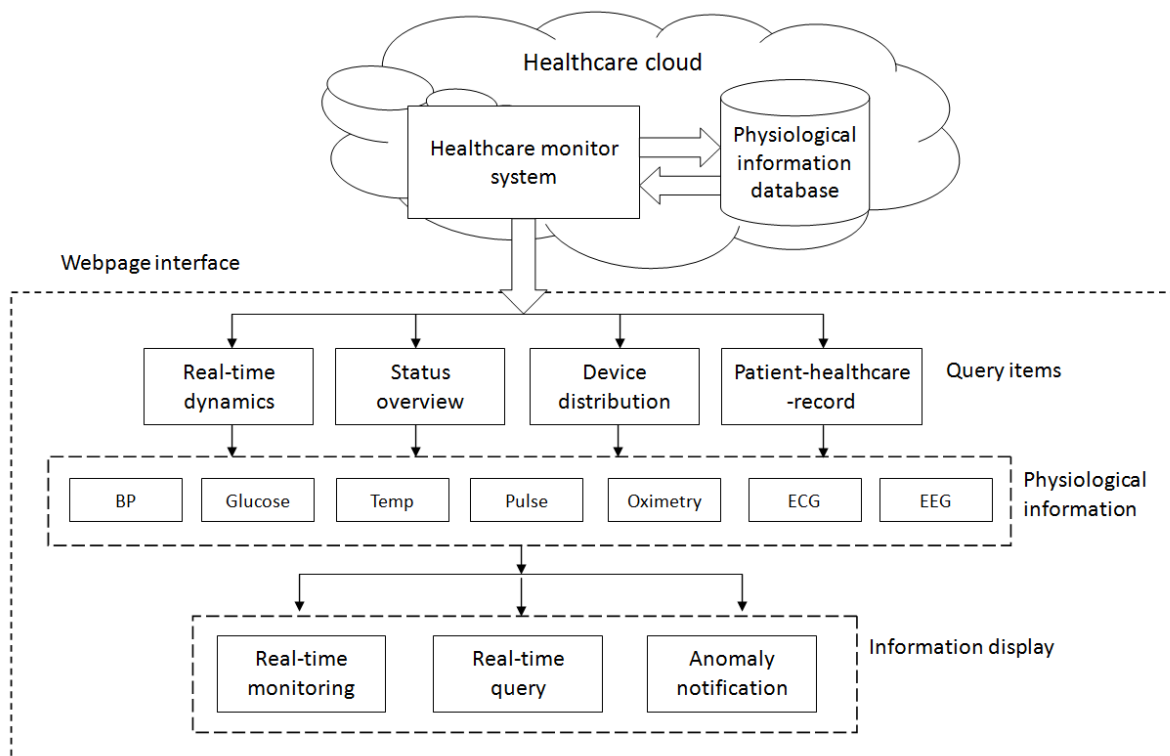 Healthcare cloud
Healthcare monitor
system
Physiological
information
database
Webpage interface
Real-time
dynamics
Status
overview
Device
distribution
Patient-healthcare-
-record
Query items
BP
Glucose
Temp
Pulse
Oximetry
ECG
EEG
Physiological
information
Real-time
monitoring
Real-time
query
Anomaly
notification
Information display